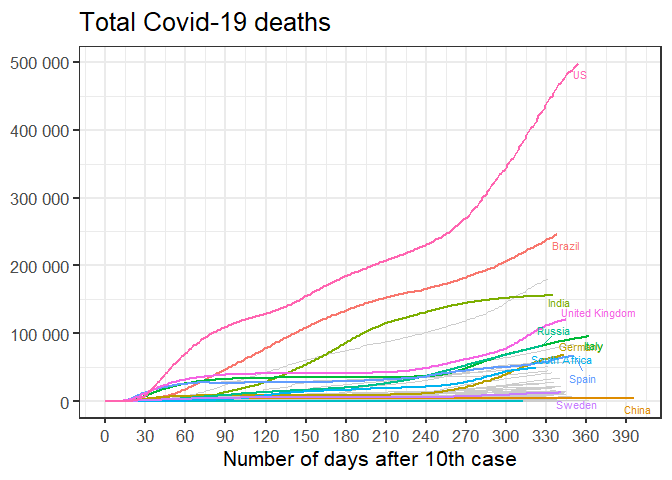 Total Covid-19 deaths
500 000
400 000
300 000
200 000
100 000
0
US
Brazil
India
United Kingdom
Russia
Italy
Germany
South Africa
Spain
Sweden
China
0 30 60 90 120 150 180 210 240 270 300 330 360 390
Number of days after 10th case